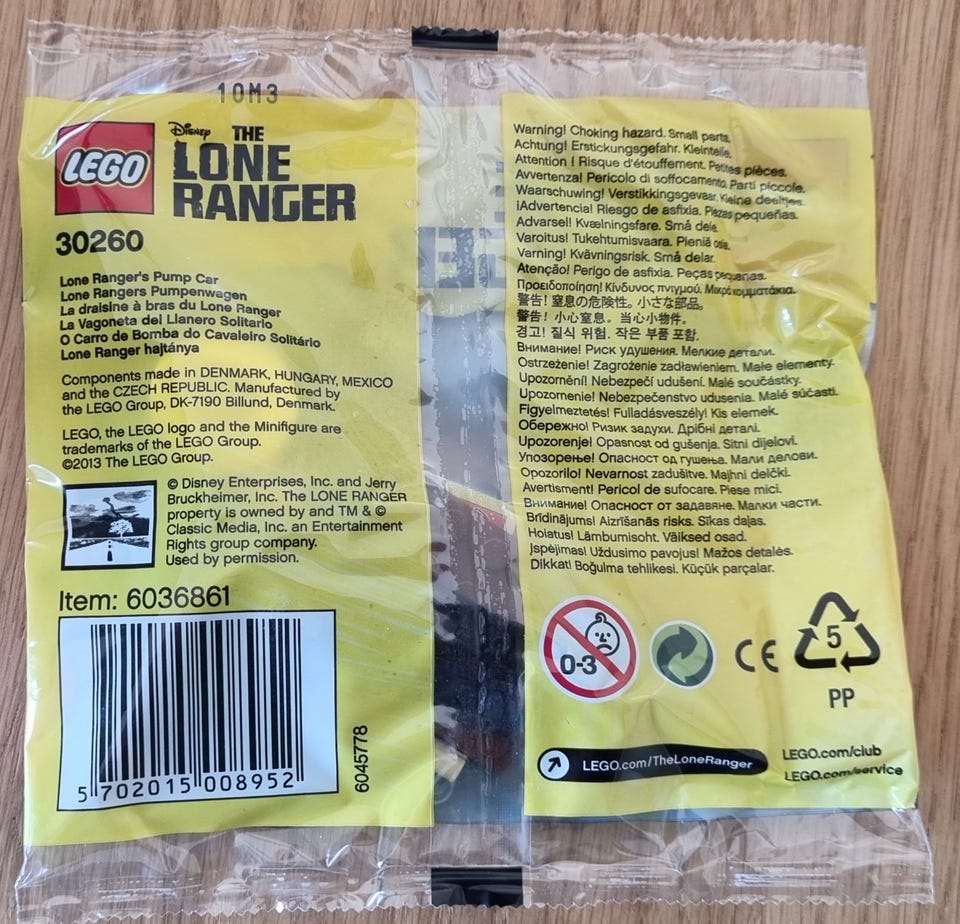 10M3
LEGO
Disney THE
LONE
RANGER
30260
Lone Ranger's Pump Car
Lone Rangers Pumpenwagen
La draisine à bras du Lone Ranger
La Vagoneta del Llanero Solitario
O Carro de Bomba do Cavaleiro Solitário
Lone Ranger hajtánya
Components made in DENMARK, HUNGARY, MEXICO
and the CZECH REPUBLIC. Manufactured by
the LEGO Group, DK-7190 Billund, Denmark.
LEGO, the LEGO logo and the Minifigure are
trademarks of the LEGO Group.
©2013 The LEGO Group.
© Disney Enterprises, Inc. and Jerry
Bruckheimer, Inc. The LONE RANGER
property is owned by and TM & ©
Classic Media, Inc. an Entertainment
Rights group company.
Used by permission.
Item: 6036861
5 702015 008952
6045778
Warning! Choking hazard. Small parts.
Achtung! Erstickungsgefahr. Kleinteile.
Attention ! Risque d'étouffement. Petites pièces.
Avvertenza! Pericolo di soffocamento. Parti piccole.
Waarschuwing! Verstikkingsgevaar. Kleine deeltjes.
¡Advertencia! Riesgo de asfixia. Piezas pequeñas.
Advarsel! Kvælningsfare. Små dele.
Varoitus! Tukehtumisvaara. Pieniä osia.
Varning! Kvävningsrisk. Små delar.
Atenção! Perigo de asfixia. Peças pequenas.
Προειδοποίηση! Κίνδυνος πνιγμού. Μικρά κομματάκια.
警告! 窒息の危険性。小さな部品。
警告! 小心窒息。当心小物件。
경고! 질식 위험. 작은 부품 포함.
Внимание! Риск удушения. Мелкие детали.
Ostrzeżenie! Zagrożenie zadławieniem. Małe elementy.
Upozornění! Nebezpečí udušení. Malé součástky.
Upozornenie! Nebezpečenstvo udusenia. Malé súčasti.
Figyelmeztetés! Fulladásveszély! Kis elemek.
Обережно! Ризик задухи. Дрібні деталі.
Upozorenje! Opasnost od gušenja. Sitni dijelovi.
Упозорење! Опасност од гушења. Мали делови.
Opozorilo! Nevarnost zadušitve. Majhni delčki.
Avertisment! Pericol de sufocare. Piese mici.
Внимание! Опасност от задавяне. Малки части.
Brīdinājums! Aizrīšanās risks. Sīkas daļas.
Hoiatus! Lämbumisoht. Väiksed osad.
Įspėjimas! Uždusimo pavojus! Mažos detalės.
Dikkat! Boğulma tehlikesi. Küçük parçalar.
0-3
CE
5
PP
LEGO.com/TheLoneRanger
LEGO.com/club
LEGO.com/service